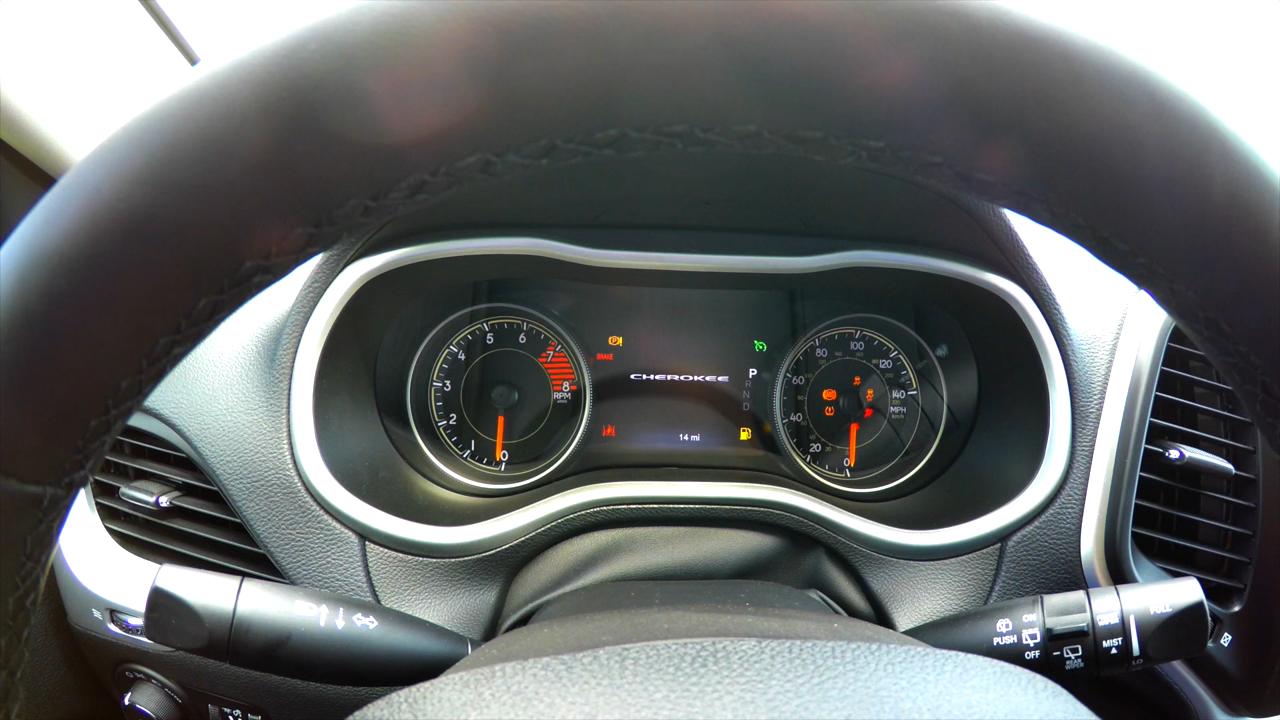 5 6
4 7
3 8
2 RPM
1 0
BRAKE
CHEROKEE
P
R
N
D
14 mi
100
80 120
60 140
40 MPH
20 0
PUSH
ON
OFF
REAR
WIPER
MIST
LO